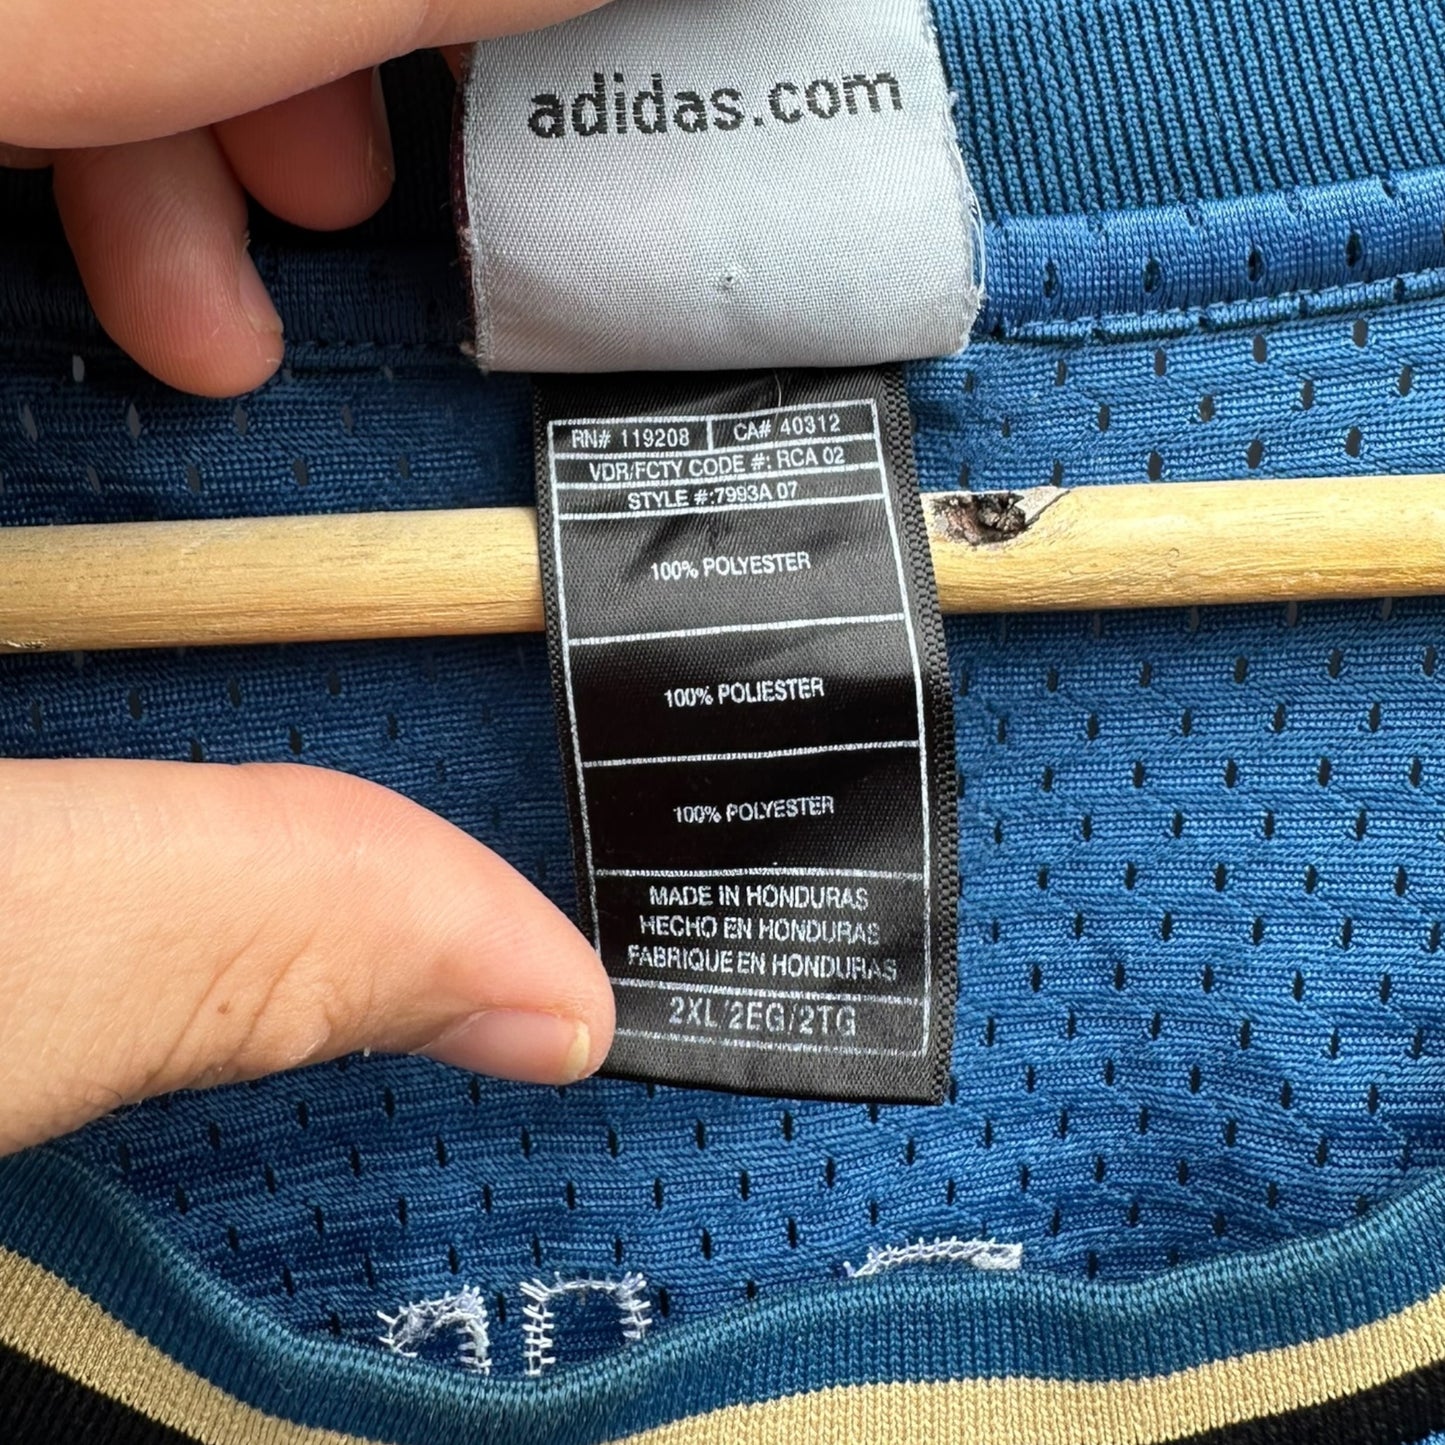 adidas.com
RN# 119208 CA# 40312
VDR/FCTY CODE #: RCA 02
STYLE #:7993A 07
100% POLYESTER
100% POLIESTER
100% POLYESTER
MADE IN HONDURAS
HECHO EN HONDURAS
FABRIQUE EN HONDURAS
2XL/2EG/2TG